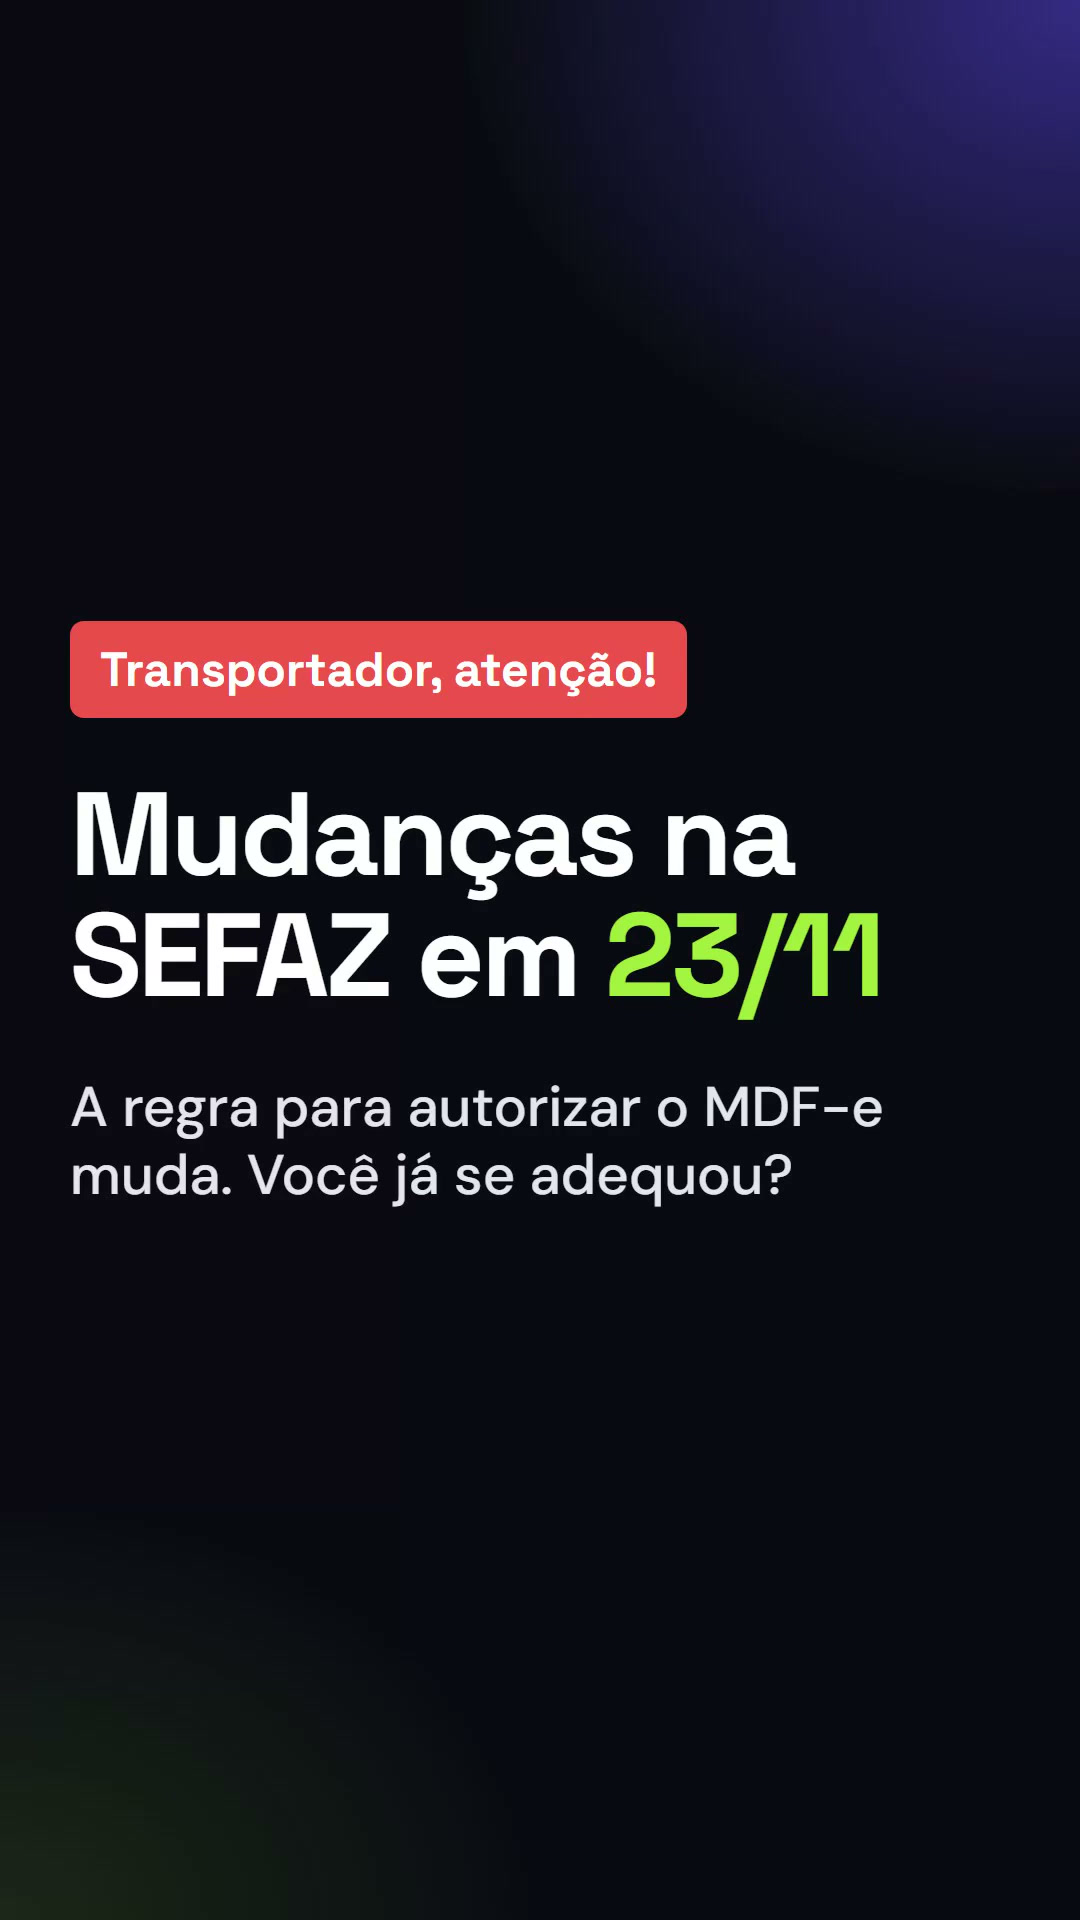 Transportador, atenção!
Mudanças na
SEFAZ em 23/11
A regra para autorizar o MDF-e
muda. Você já se adequou?